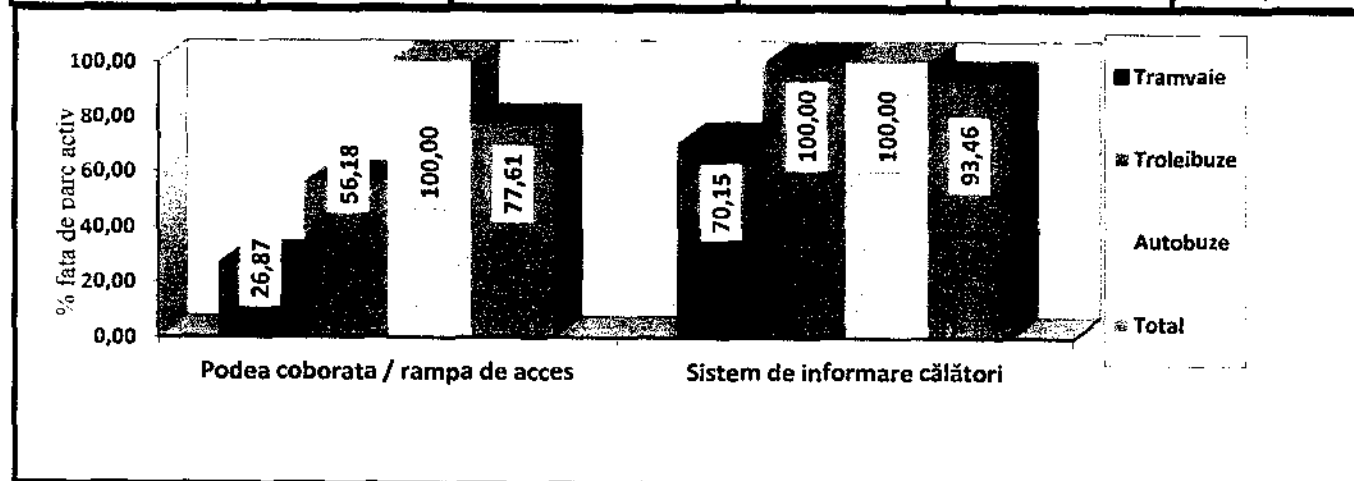 % fata de parc activ
100,00
80,00
60,00
40,00
20,00
0,00
26,87
56,18
100,00
77,61
70,15
100,00
100,00
93,46
Podea coborata / rampa de acces
Sistem de informare călători
Tramvaie
Troleibuze
Autobuze
Total